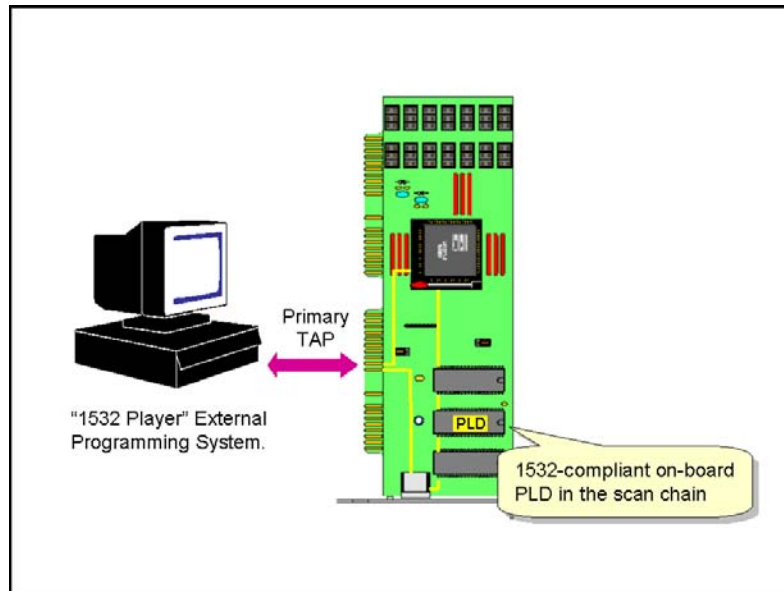 Primary
TAP
"1532 Player" External
Programming System.
PLD
1532-compliant on-board
PLD in the scan chain